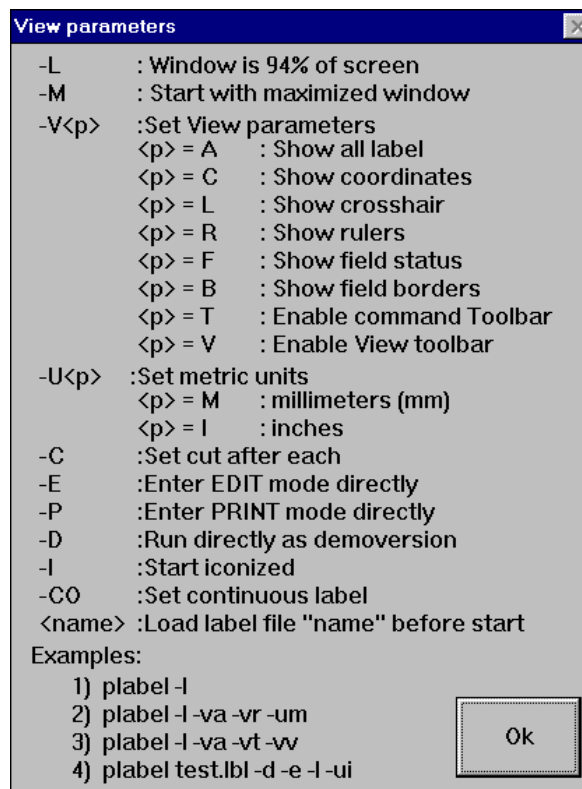 View parameters
-L : Window is 94% of screen
-M : Start with maximized window
-V<p> :Set View parameters
<p> = A : Show all label
<p> = C : Show coordinates
<p> = L : Show crosshair
<p> = R : Show rulers
<p> = F : Show field status
<p> = B : Show field borders
<p> = T : Enable command Toolbar
<p> = V : Enable View toolbar
-U<p> :Set metric units
<p> = M : millimeters (mm)
<p> = I : inches
-C :Set cut after each
-E :Enter EDIT mode directly
-P :Enter PRINT mode directly
-D :Run directly as demoversion
-I :Start iconized
-CO :Set continuous label
<name> :Load label file "name" before start
Examples:
1) plabel -l
2) plabel -l -va -vr -um
3) plabel -l -va -vt -vv
4) plabel test.lbl -d -e -l -ui
Ok